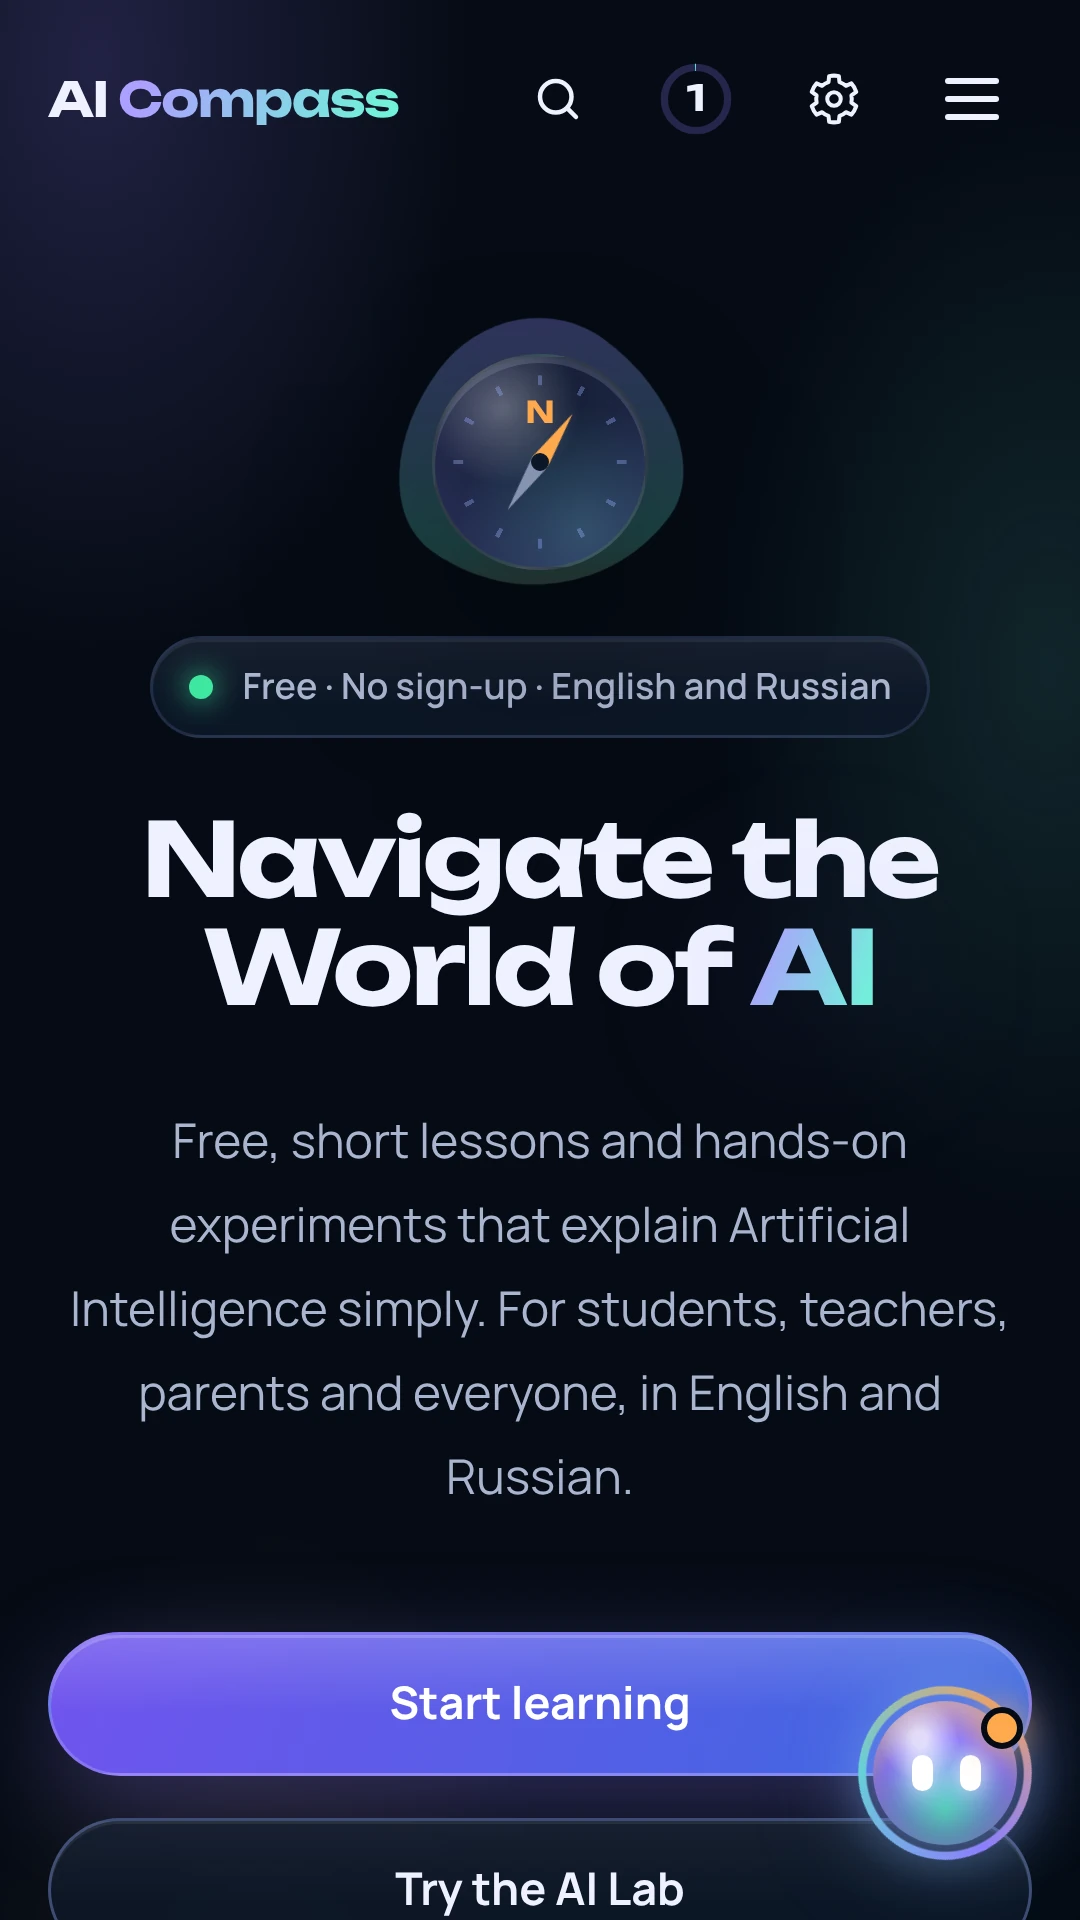 AI Compass
1
N
Free · No sign-up · English and Russian
Navigate the
World of AI
Free, short lessons and hands-on
experiments that explain Artificial
Intelligence simply. For students, teachers,
parents and everyone, in English and
Russian.
Start learning
Try the AI Lab